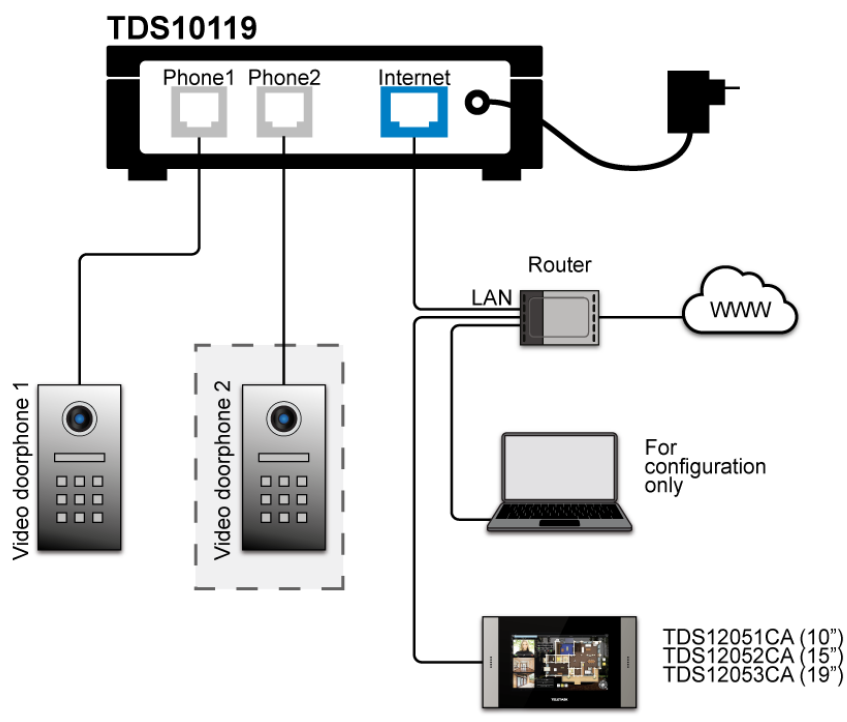 TDS10119
Phone1 Phone2 Internet
Router
LAN
WWW
Video doorphone 1
Video doorphone 2
For
configuration
only
TDS12051CA (10”)
TDS12052CA (15”)
TDS12053CA (19”)
TELETASK